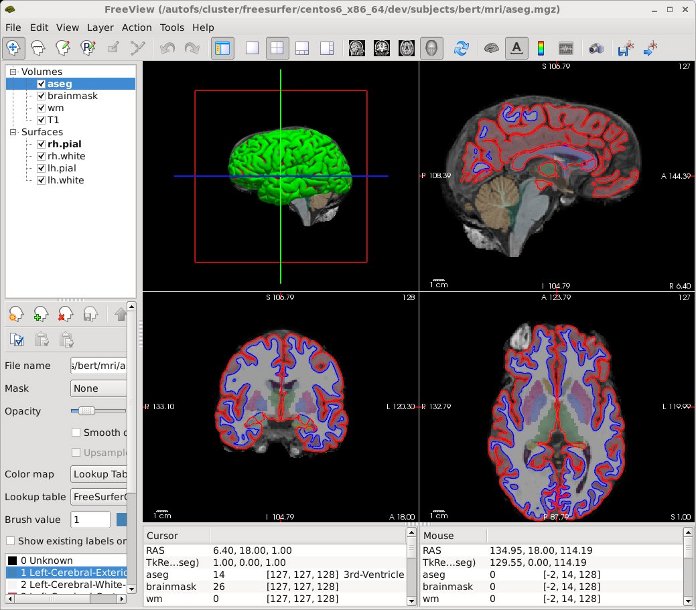 FreeView (/autofs/cluster/freesurfer/centos6_x86_64/dev/subjects/bert/mri/aseg.mgz)
File Edit View Layer Action Tools Help
Volumes
aseg
brainmask
wm
T1
Surfaces
rh.pial
rh.white
lh.pial
lh.white
File name s/bert/mri/a
Mask None
Opacity
Smooth
Upsampl
Color map Lookup Tab
Lookup table FreeSurfer
Brush value 1
Show existing labels on
0 Unknown
1 Left-Cerebral-Exterio
2 Left-Cerebral-White-
S 106.79 127
P 108.39 A 144.39
1 cm I 104.79 R 6.40
S 106.79 128
R 133.10 L 120.30
1 cm I 104.79 A 18.00
A 123.79 127
R 132.79 L 119.99
1 cm P 87.79 S 1.00
Cursor
RAS 6.40, 18.00, 1.00
TkRe...seg) 1.00, 0.00, 1.00
aseg 14 [127, 127, 128] 3rd-Ventricle
brainmask 26 [127, 127, 128]
wm 0 [127, 127, 128]
Mouse
RAS 134.95, 18.00, 114.19
TkRe...seg) 129.55, 0.00, 114.19
aseg 0 [-2, 14, 128]
brainmask 0 [-2, 14, 128]
wm 0 [-2, 14, 128]